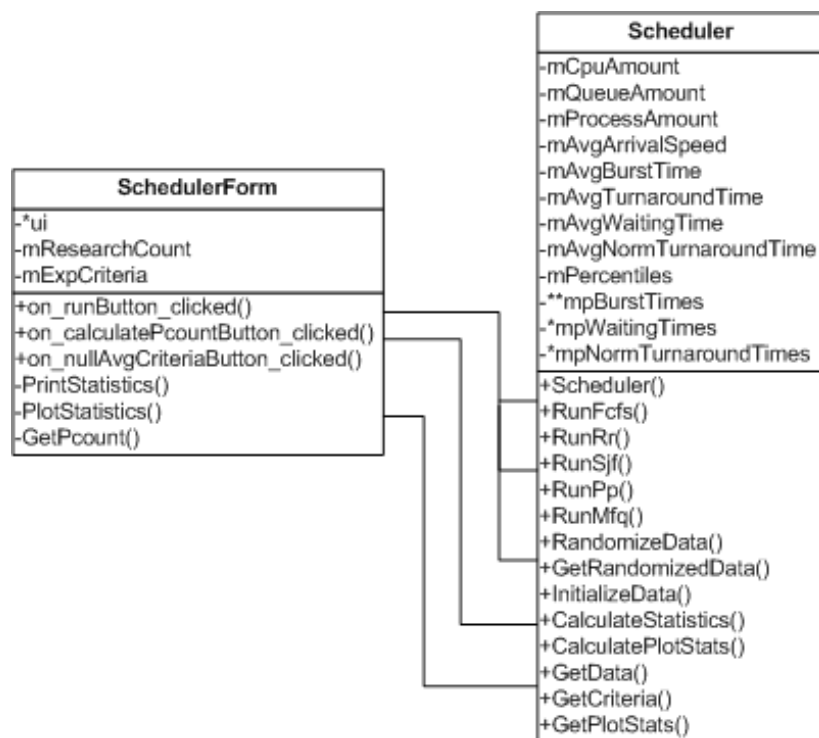 SchedulerForm
-*ui
-mResearchCount
-mExpCriteria
+on_runButton_clicked()
+on_calculatePcountButton_clicked()
+on_nullAvgCriteriaButton_clicked()
-PrintStatistics()
-PlotStatistics()
-GetPcount()
Scheduler
-mCpuAmount
-mQueueAmount
-mProcessAmount
-mAvgArrivalSpeed
-mAvgBurstTime
-mAvgTurnaroundTime
-mAvgWaitingTime
-mAvgNormTurnaroundTime
-mPercentiles
-**mpBurstTimes
-*mpWaitingTimes
-*mpNormTurnaroundTimes
+Scheduler()
+RunFcfs()
+RunRr()
+RunSjf()
+RunPp()
+RunMfq()
+RandomizeData()
+GetRandomizedData()
+InitializeData()
+CalculateStatistics()
+CalculatePlotStats()
+GetData()
+GetCriteria()
+GetPlotStats()